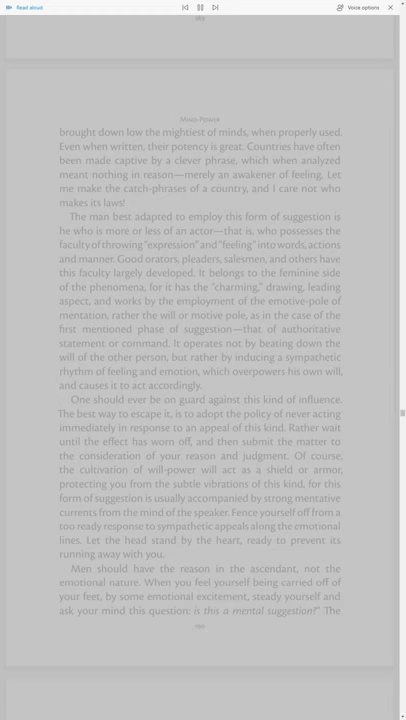 Read aloud
Voice options
MIND-POWER
brought down low the mightiest of minds, when properly used.
Even when written, their potency is great. Countries have often
been made captive by a clever phrase, which when analyzed
meant nothing in reason—merely an awakener of feeling. Let
me make the catch-phrases of a country, and I care not who
makes its laws!
The man best adapted to employ this form of suggestion is
he who is more or less of an actor—that is, who possesses the
faculty of throwing "expression" and "feeling" into words, actions
and manner. Good orators, pleaders, salesmen, and others have
this faculty largely developed. It belongs to the feminine side
of the phenomena, for it has the "charming," drawing, leading
aspect, and works by the employment of the emotive-pole of
mentation, rather the will or motive pole, as in the case of the
first mentioned phase of suggestion—that of authoritative
statement or command. It operates not by beating down the
will of the other person, but rather by inducing a sympathetic
rhythm of feeling and emotion, which overpowers his own will,
and causes it to act accordingly.
One should ever be on guard against this kind of influence.
The best way to escape it, is to adopt the policy of never acting
immediately in response to an appeal of this kind. Rather wait
until the effect has worn off, and then submit the matter to
the consideration of your reason and judgment. Of course,
the cultivation of will-power will act as a shield or armor,
protecting you from the subtle vibrations of this kind, for this
form of suggestion is usually accompanied by strong mentative
currents from the mind of the speaker. Fence yourself off from a
too ready response to sympathetic appeals along the emotional
lines. Let the head stand by the heart, ready to prevent its
running away with you.
Men should have the reason in the ascendant, not the
emotional nature. When you feel yourself being carried off of
your feet, by some emotional excitement, steady yourself and
ask your mind this question: is this a mental suggestion?" The